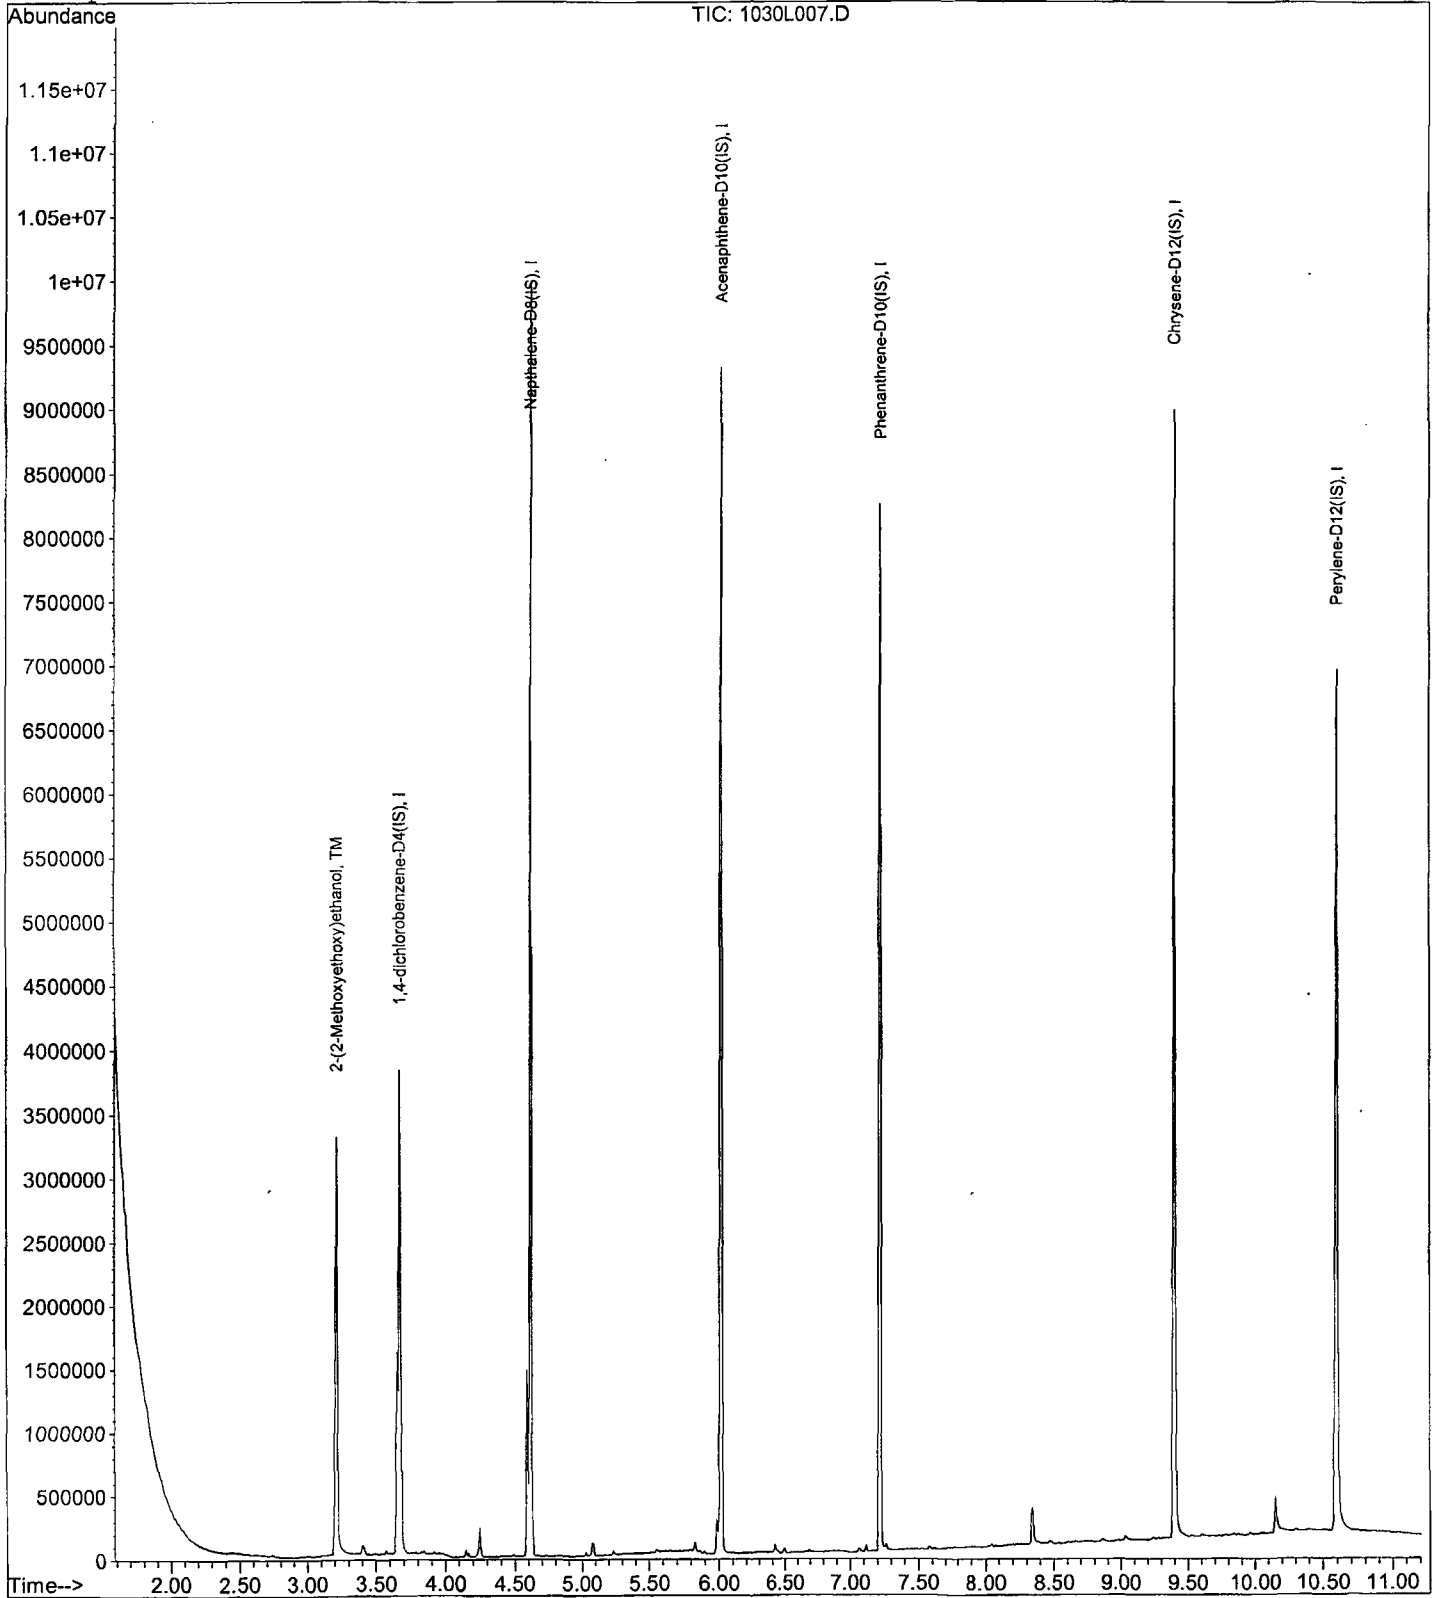 Abundance
TIC: 1030L007.D
1.15e+07
1.1e+07
1.05e+07
1e+07
9500000
9000000
8500000
8000000
7500000
7000000
6500000
6000000
5500000
5000000
4500000
4000000
3500000
3000000
2500000
2000000
1500000
1000000
500000
0
2-(2-Methoxyethoxy)ethanol, TM
1,4-dichlorobenzene-D4(IS), I
Napthalene-D8(IS), I
Acenaphthene-D10(IS), I
Phenanthrene-D10(IS), I
Chrysene-D12(IS), I
Perylene-D12(IS), I
Time--> 2.00 2.50 3.00 3.50 4.00 4.50 5.00 5.50 6.00 6.50 7.00 7.50 8.00 8.50 9.00 9.50 10.00 10.50 11.00